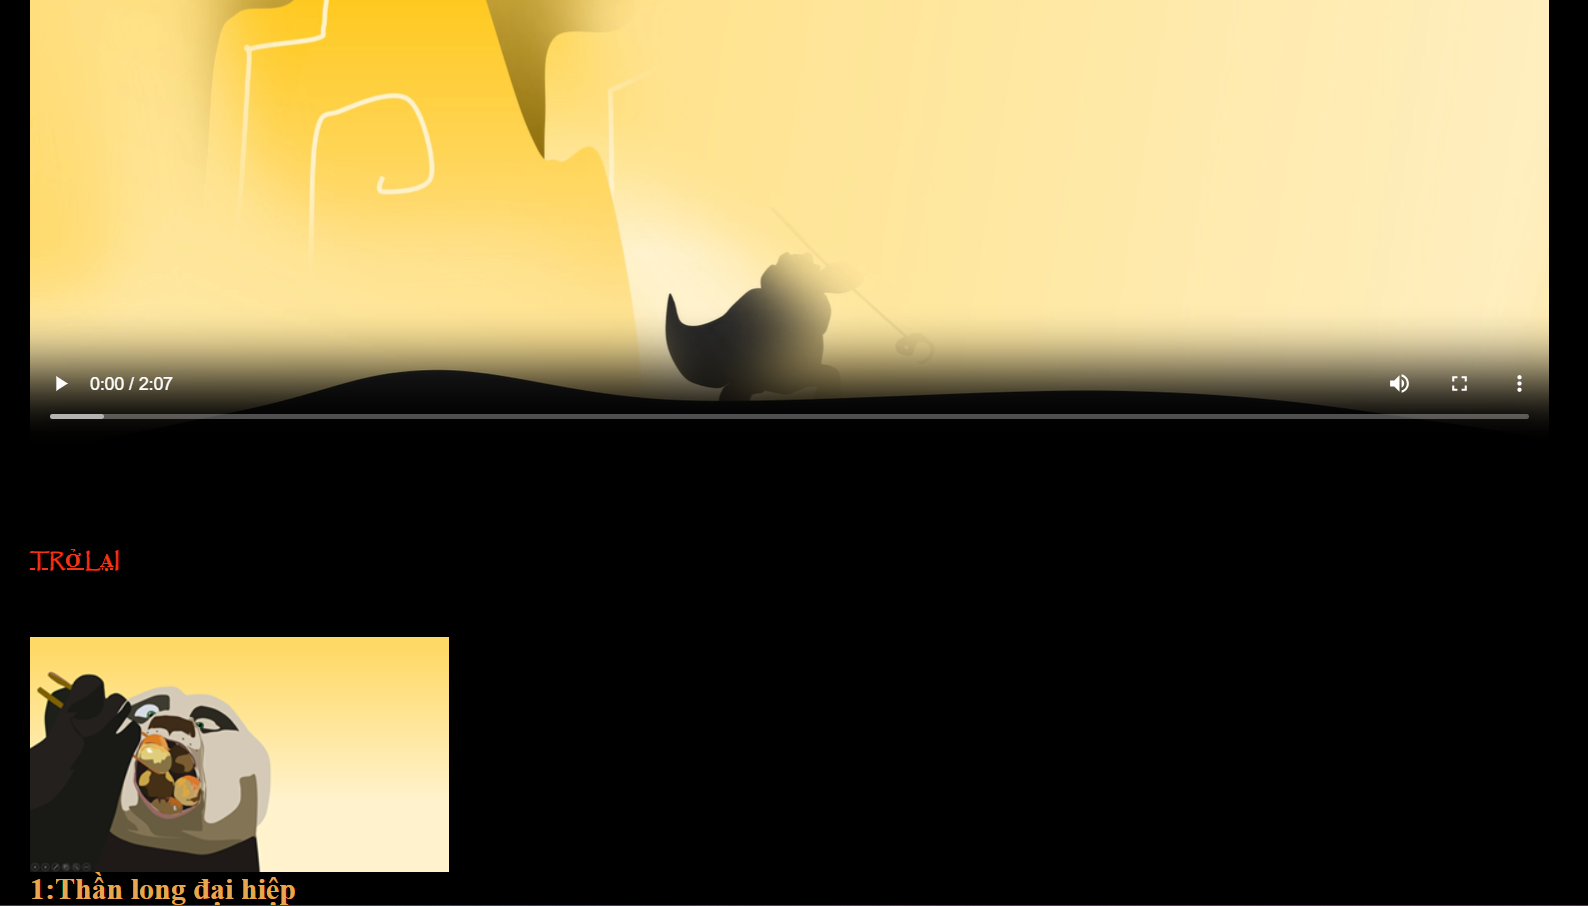 0:00 / 2:07
TRỞ LẠI
1:Thần long đại hiệp